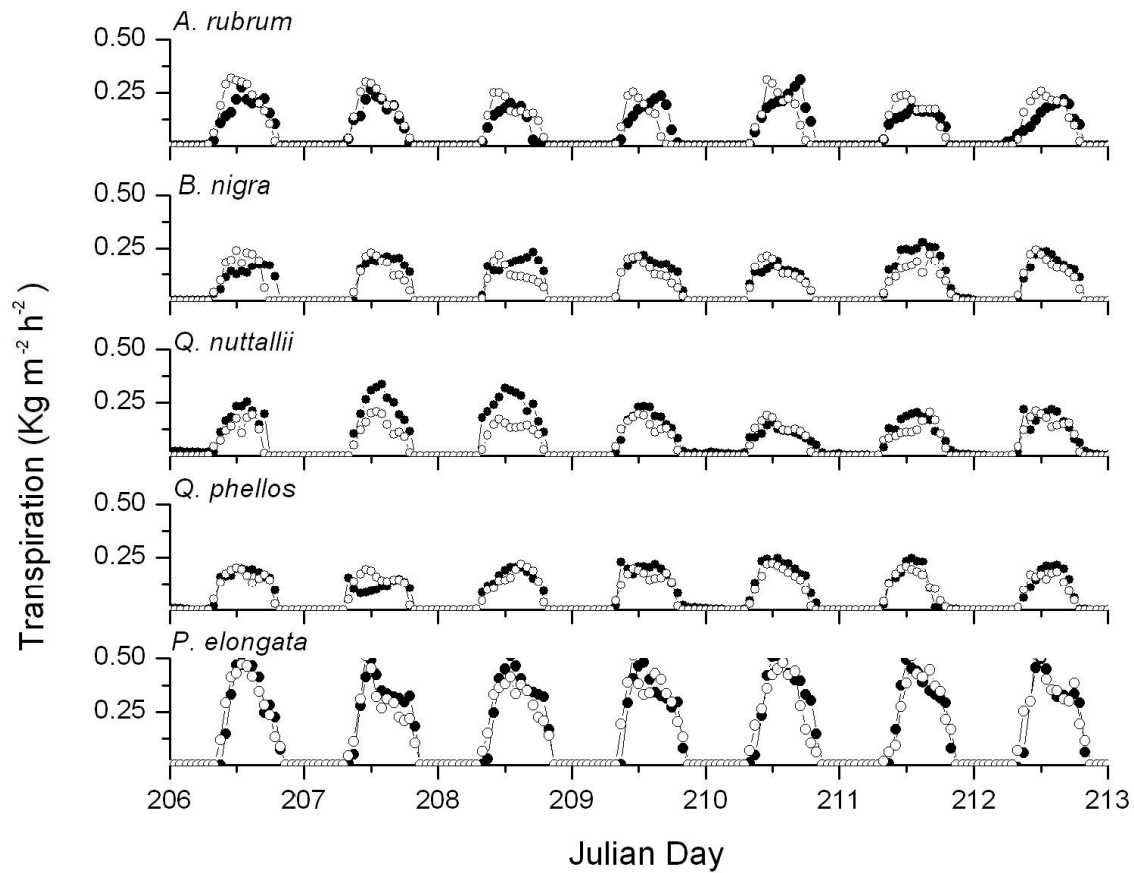 A. rubrum
0.50
0.25
B. nigra
0.50
0.25
Q. nuttallii
0.50
0.25
Q. phellos
0.50
0.25
P. elongata
0.50
0.25
Transpiration (Kg m⁻² h⁻²)
206 207 208 209 210 211 212 213
Julian Day